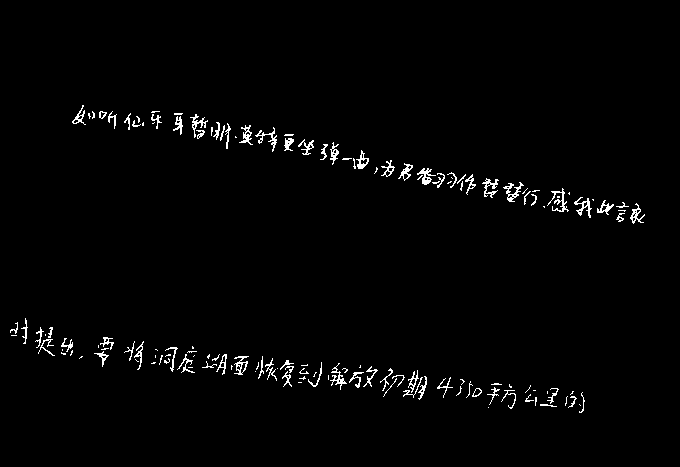 如听仙乐耳暂明.莫辞更坐弹一曲,为君翻作琵琶行.感我此言良
时提出,要将洞庭湖面恢复到解放初期4350平方公里的